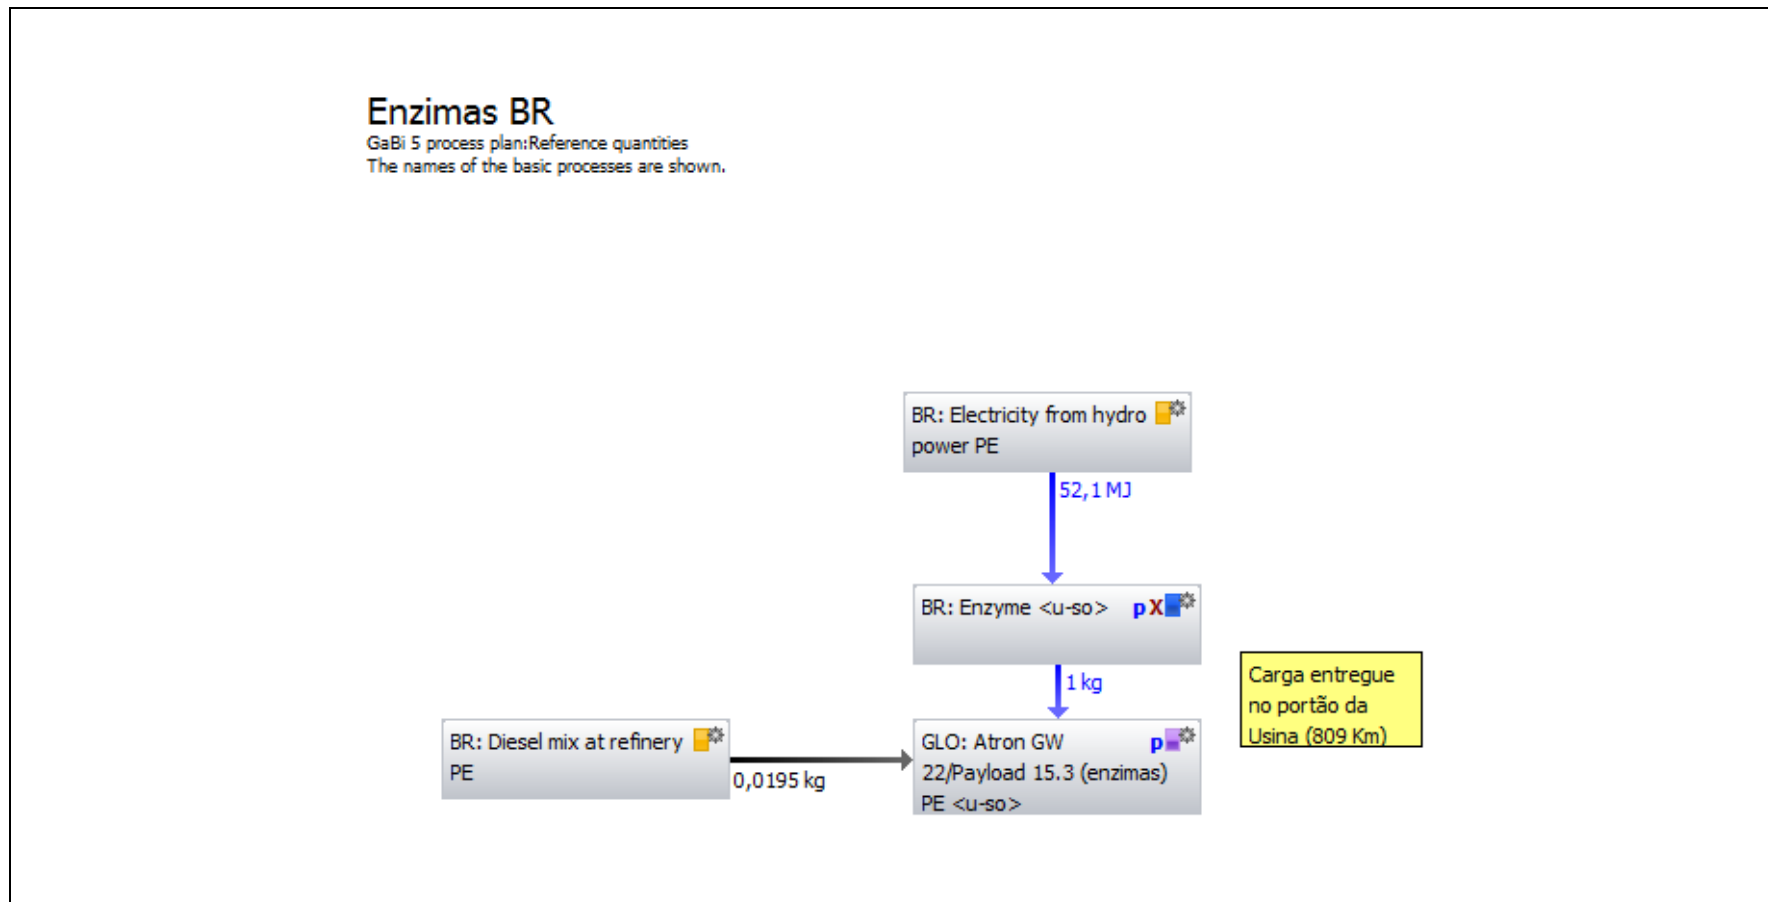 Enzimas BR
GaBi 5 process plan:Reference quantities
The names of the basic processes are shown.
BR: Electricity from hydro
power PE
52,1 MJ
BR: Enzyme <u-so>
p X
1 kg
Carga entregue
no portão da
Usina (809 Km)
BR: Diesel mix at refinery
PE
0,0195 kg
GLO: Atron GW
p
22/Payload 15.3 (enzimas)
PE <u-so>